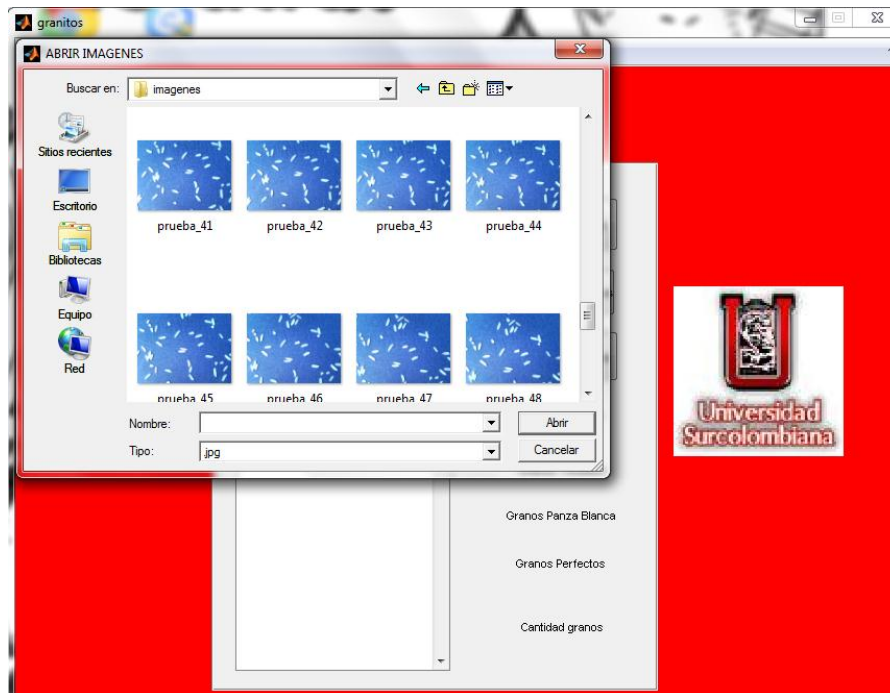 granitos
ABRIR IMAGENES
Buscar en: imagenes
Sitios recientes
Escritorio
Bibliotecas
Equipo
Red
prueba_41 prueba_42 prueba_43 prueba_44
prueba_45 prueba_46 prueba_47 prueba_48
Nombre: Abrir
Tipo: .jpg Cancelar
Universidad
Surcolombiana
Granos Panza Blanca
Granos Perfectos
Cantidad granos